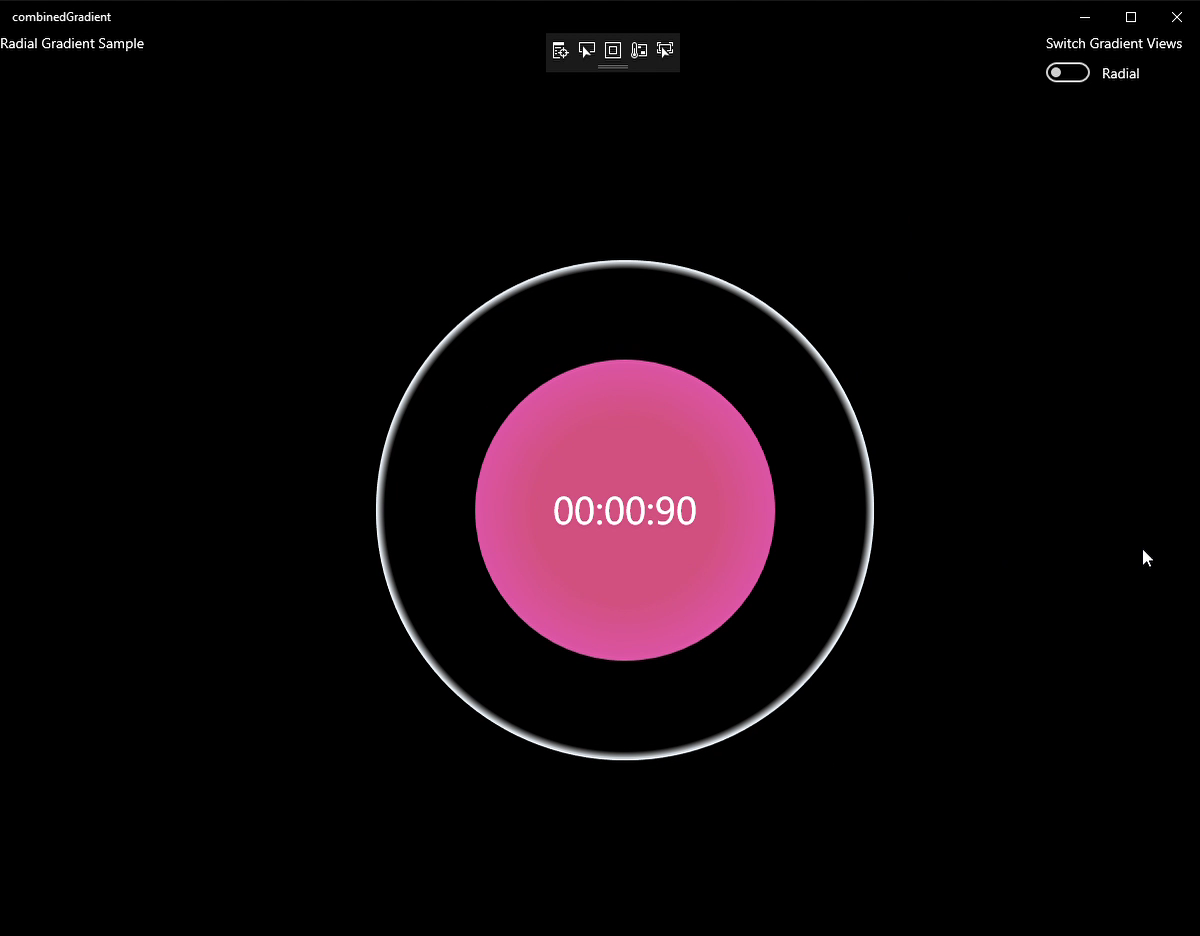 combinedGradient
Radial Gradient Sample
Switch Gradient Views
Radial
00:00:90